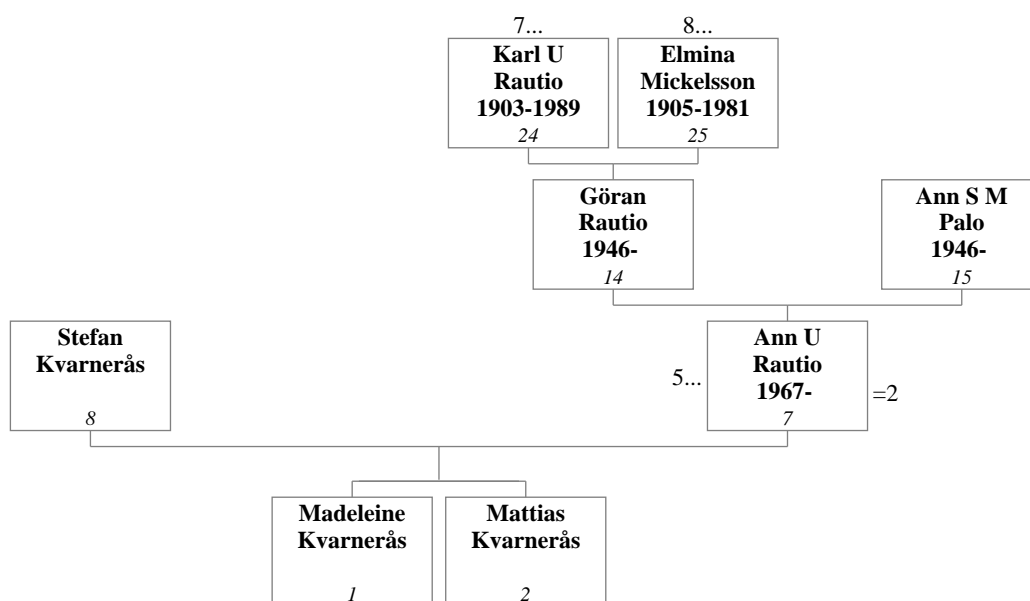 7...
8...
Karl U
Rautio
1903-1989
24
Elmina
Mickelsson
1905-1981
25
Göran
Rautio
1946-
14
Ann S M
Palo
1946-
15
Stefan
Kvarnerås
8
5...
Ann U
Rautio
1967-
7
=2
Madeleine
Kvarnerås
1
Mattias
Kvarnerås
2